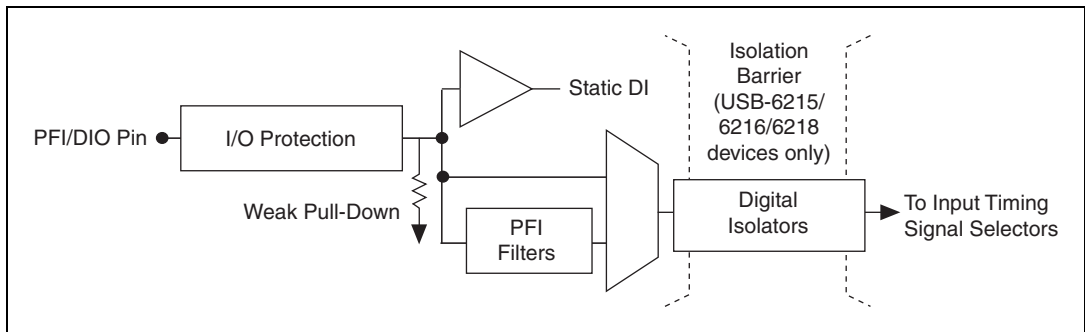 Isolation
Barrier
(USB-6215/
6216/6218
devices only)
Static DI
PFI/DIO Pin
I/O Protection
Weak Pull-Down
PFI
Filters
Digital
Isolators
To Input Timing
Signal Selectors